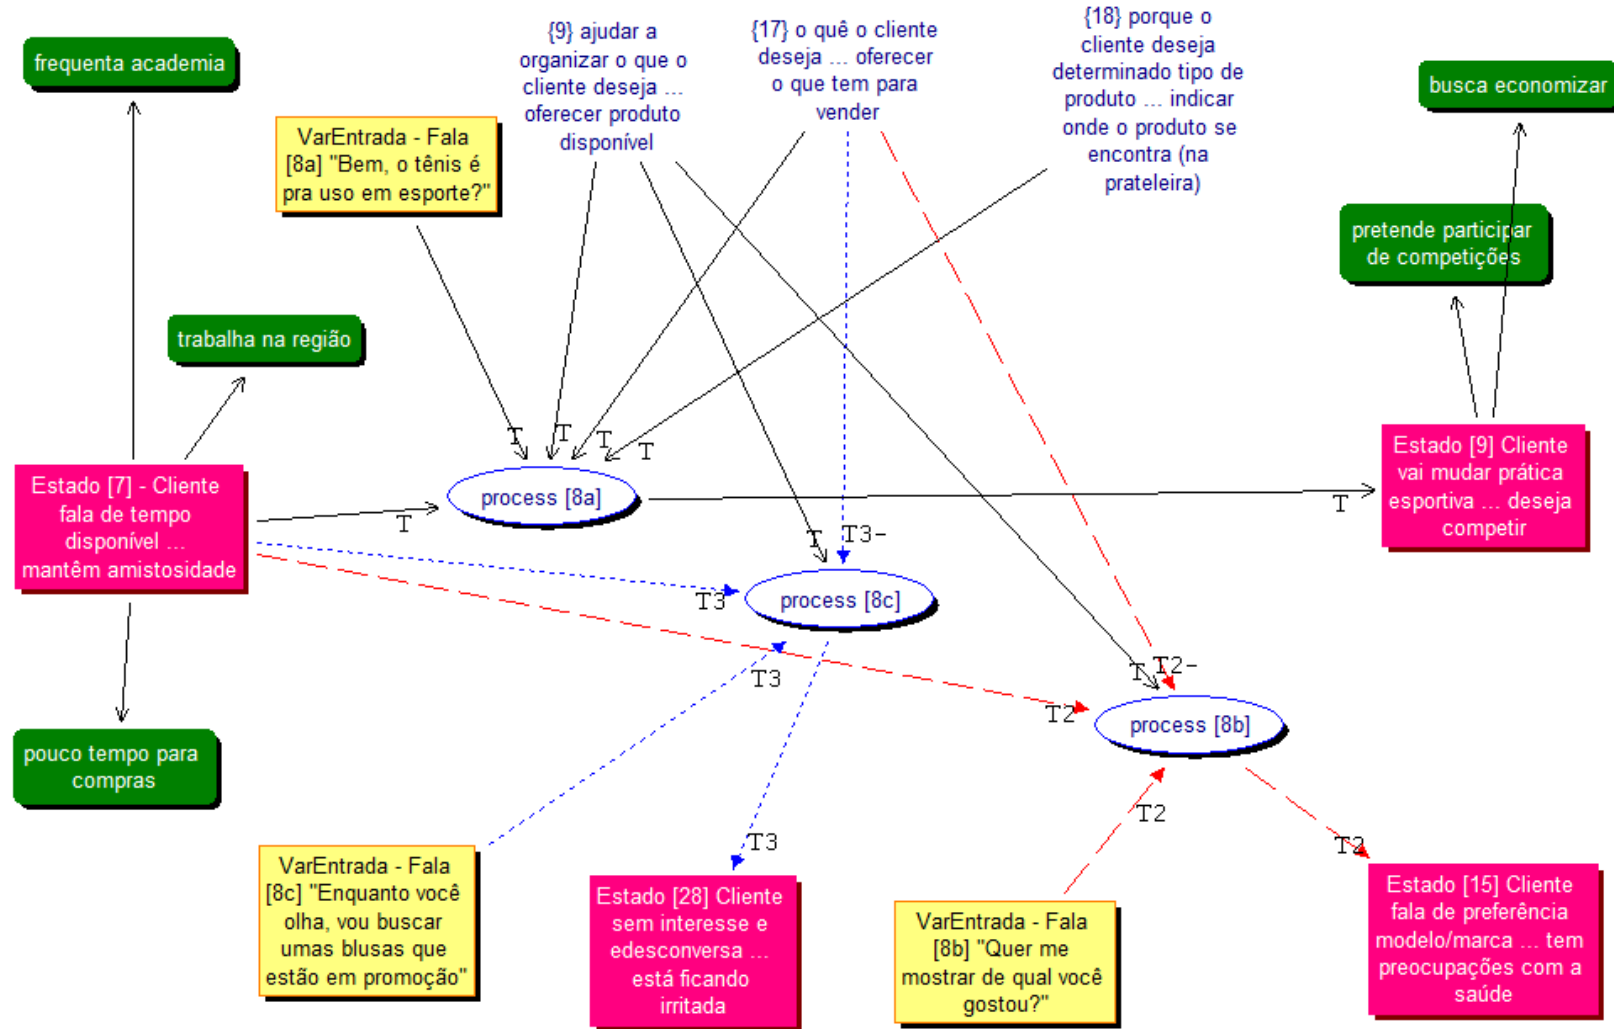 frequenta academia
{9} ajudar a
organizar o que o
cliente deseja ...
oferecer produto
disponível
{17} o quê o cliente
deseja ... oferecer
o que tem para
vender
{18} porque o
cliente deseja
determinado tipo de
produto ... indicar
onde o produto se
encontra (na
prateleira)
busca economizar
VarEntrada - Fala
[8a] "Bem, o tênis é
pra uso em esporte?"
pretende participar
de competições
trabalha na região
T
T
T
T
Estado [7] - Cliente
fala de tempo
disponível ...
mantêm amistosidade
T
process [8a]
T
Estado [9] Cliente
vai mudar prática
esportiva ... deseja
competir
T
T3-
T3
process [8c]
T3
T
T2-
T2
process [8b]
pouco tempo para
compras
T2
T3
T2
VarEntrada - Fala
[8c] "Enquanto você
olha, vou buscar
umas blusas que
estão em promoção"
Estado [28] Cliente
sem interesse e
edesconversa ...
está ficando
irritada
VarEntrada - Fala
[8b] "Quer me
mostrar de qual você
gostou?"
Estado [15] Cliente
fala de preferência
modelo/marca ... tem
preocupações com a
saúde